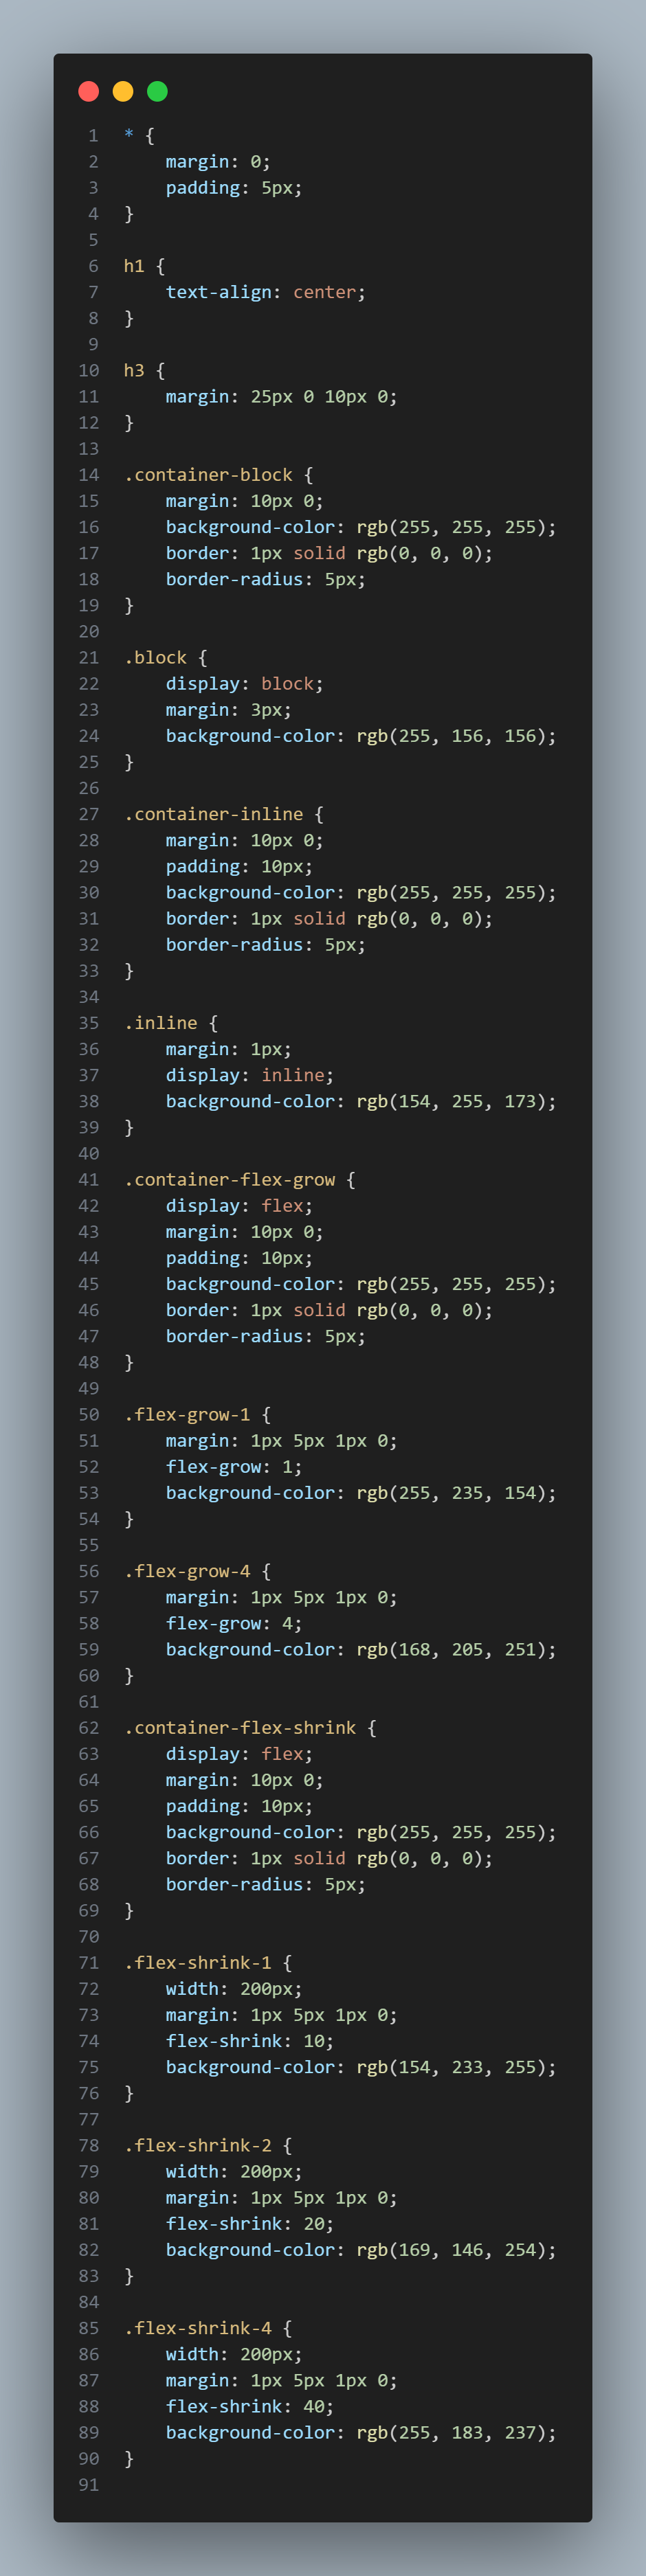 1 * {
2     margin: 0;
3     padding: 5px;
4 }
5
6 h1 {
7     text-align: center;
8 }
9
10 h3 {
11     margin: 25px 0 10px 0;
12 }
13
14 .container-block {
15     margin: 10px 0;
16     background-color: rgb(255, 255, 255);
17     border: 1px solid rgb(0, 0, 0);
18     border-radius: 5px;
19 }
20
21 .block {
22     display: block;
23     margin: 3px;
24     background-color: rgb(255, 156, 156);
25 }
26
27 .container-inline {
28     margin: 10px 0;
29     padding: 10px;
30     background-color: rgb(255, 255, 255);
31     border: 1px solid rgb(0, 0, 0);
32     border-radius: 5px;
33 }
34
35 .inline {
36     margin: 1px;
37     display: inline;
38     background-color: rgb(154, 255, 173);
39 }
40
41 .container-flex-grow {
42     display: flex;
43     margin: 10px 0;
44     padding: 10px;
45     background-color: rgb(255, 255, 255);
46     border: 1px solid rgb(0, 0, 0);
47     border-radius: 5px;
48 }
49
50 .flex-grow-1 {
51     margin: 1px 5px 1px 0;
52     flex-grow: 1;
53     background-color: rgb(255, 235, 154);
54 }
55
56 .flex-grow-4 {
57     margin: 1px 5px 1px 0;
58     flex-grow: 4;
59     background-color: rgb(168, 205, 251);
60 }
61
62 .container-flex-shrink {
63     display: flex;
64     margin: 10px 0;
65     padding: 10px;
66     background-color: rgb(255, 255, 255);
67     border: 1px solid rgb(0, 0, 0);
68     border-radius: 5px;
69 }
70
71 .flex-shrink-1 {
72     width: 200px;
73     margin: 1px 5px 1px 0;
74     flex-shrink: 10;
75     background-color: rgb(154, 233, 255);
76 }
77
78 .flex-shrink-2 {
79     width: 200px;
80     margin: 1px 5px 1px 0;
81     flex-shrink: 20;
82     background-color: rgb(169, 146, 254);
83 }
84
85 .flex-shrink-4 {
86     width: 200px;
87     margin: 1px 5px 1px 0;
88     flex-shrink: 40;
89     background-color: rgb(255, 183, 237);
90 }
91